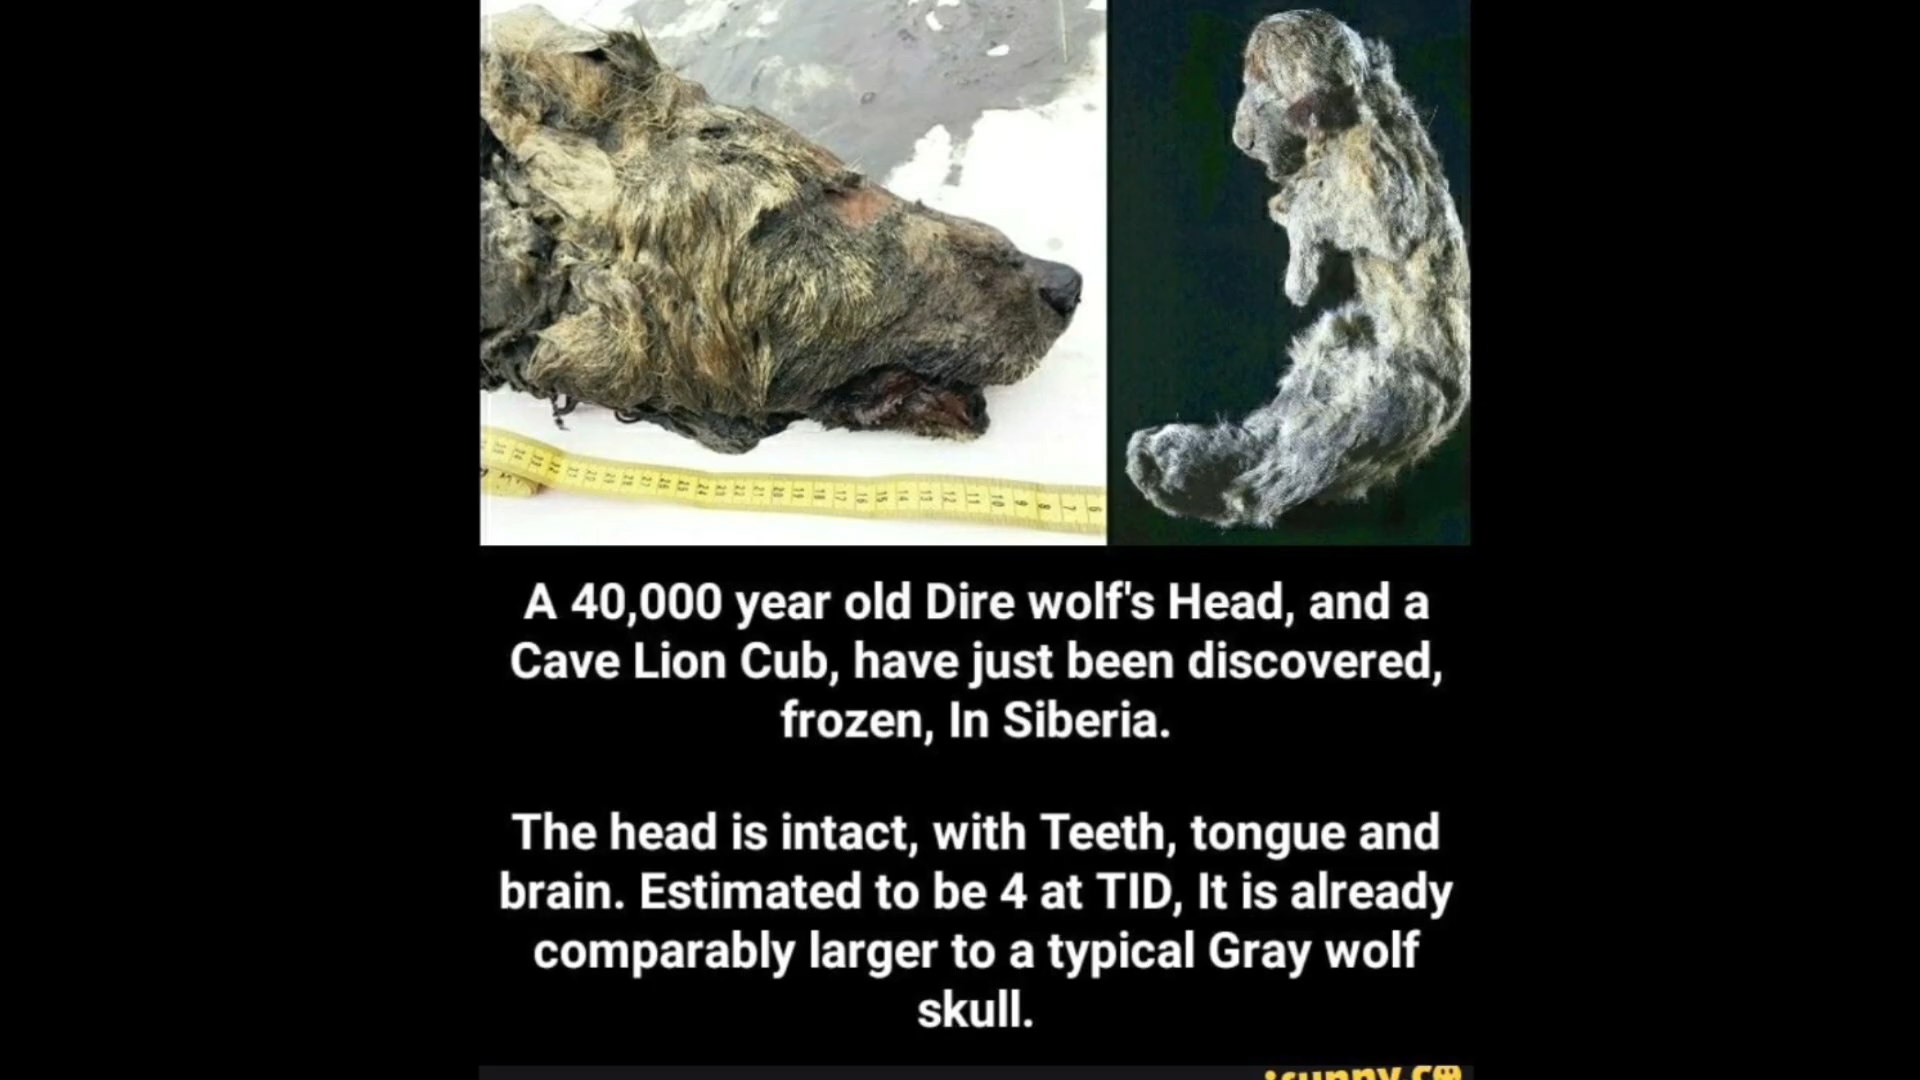 A 40,000 year old Dire wolf's Head, and a
Cave Lion Cub, have just been discovered,
frozen, In Siberia.
The head is intact, with Teeth, tongue and
brain. Estimated to be 4 at TID, It is already
comparably larger to a typical Gray wolf
skull.
ifunny.co